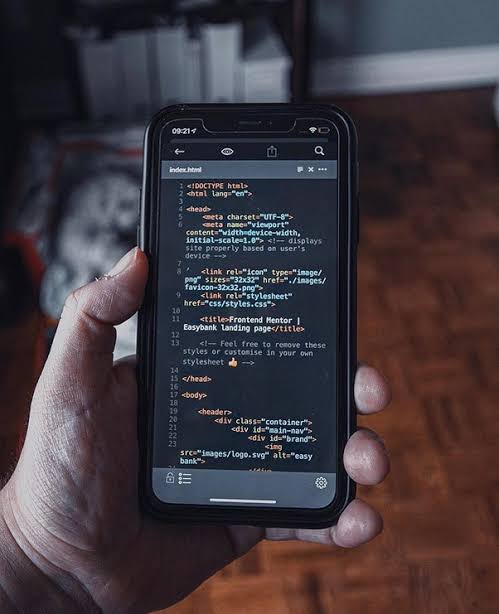 09:21
index.html
1 <!DOCTYPE html>
2 <html lang="en">
3
4 <head>
5 <meta charset="UTF-8">
6 <meta name="viewport"
content="width=device-width,
initial-scale=1.0"> <!-- displays
site properly based on user's
device -->
7
8 <link rel="icon" type="image/
png" sizes="32x32" href="./images/
favicon-32x32.png">
9 <link rel="stylesheet"
href="css/styles.css">
10
11 <title>Frontend Mentor |
Easybank landing page</title>
12
13 <!-- Feel free to remove these
styles or customise in your own
stylesheet 👍 -->
14
15 </head>
16
17 <body>
18
19 <header>
20 <div class="container">
21 <div id="main-nav">
22 <div id="brand">
23 <img
src="images/logo.svg" alt="easy
bank">
24 </div>